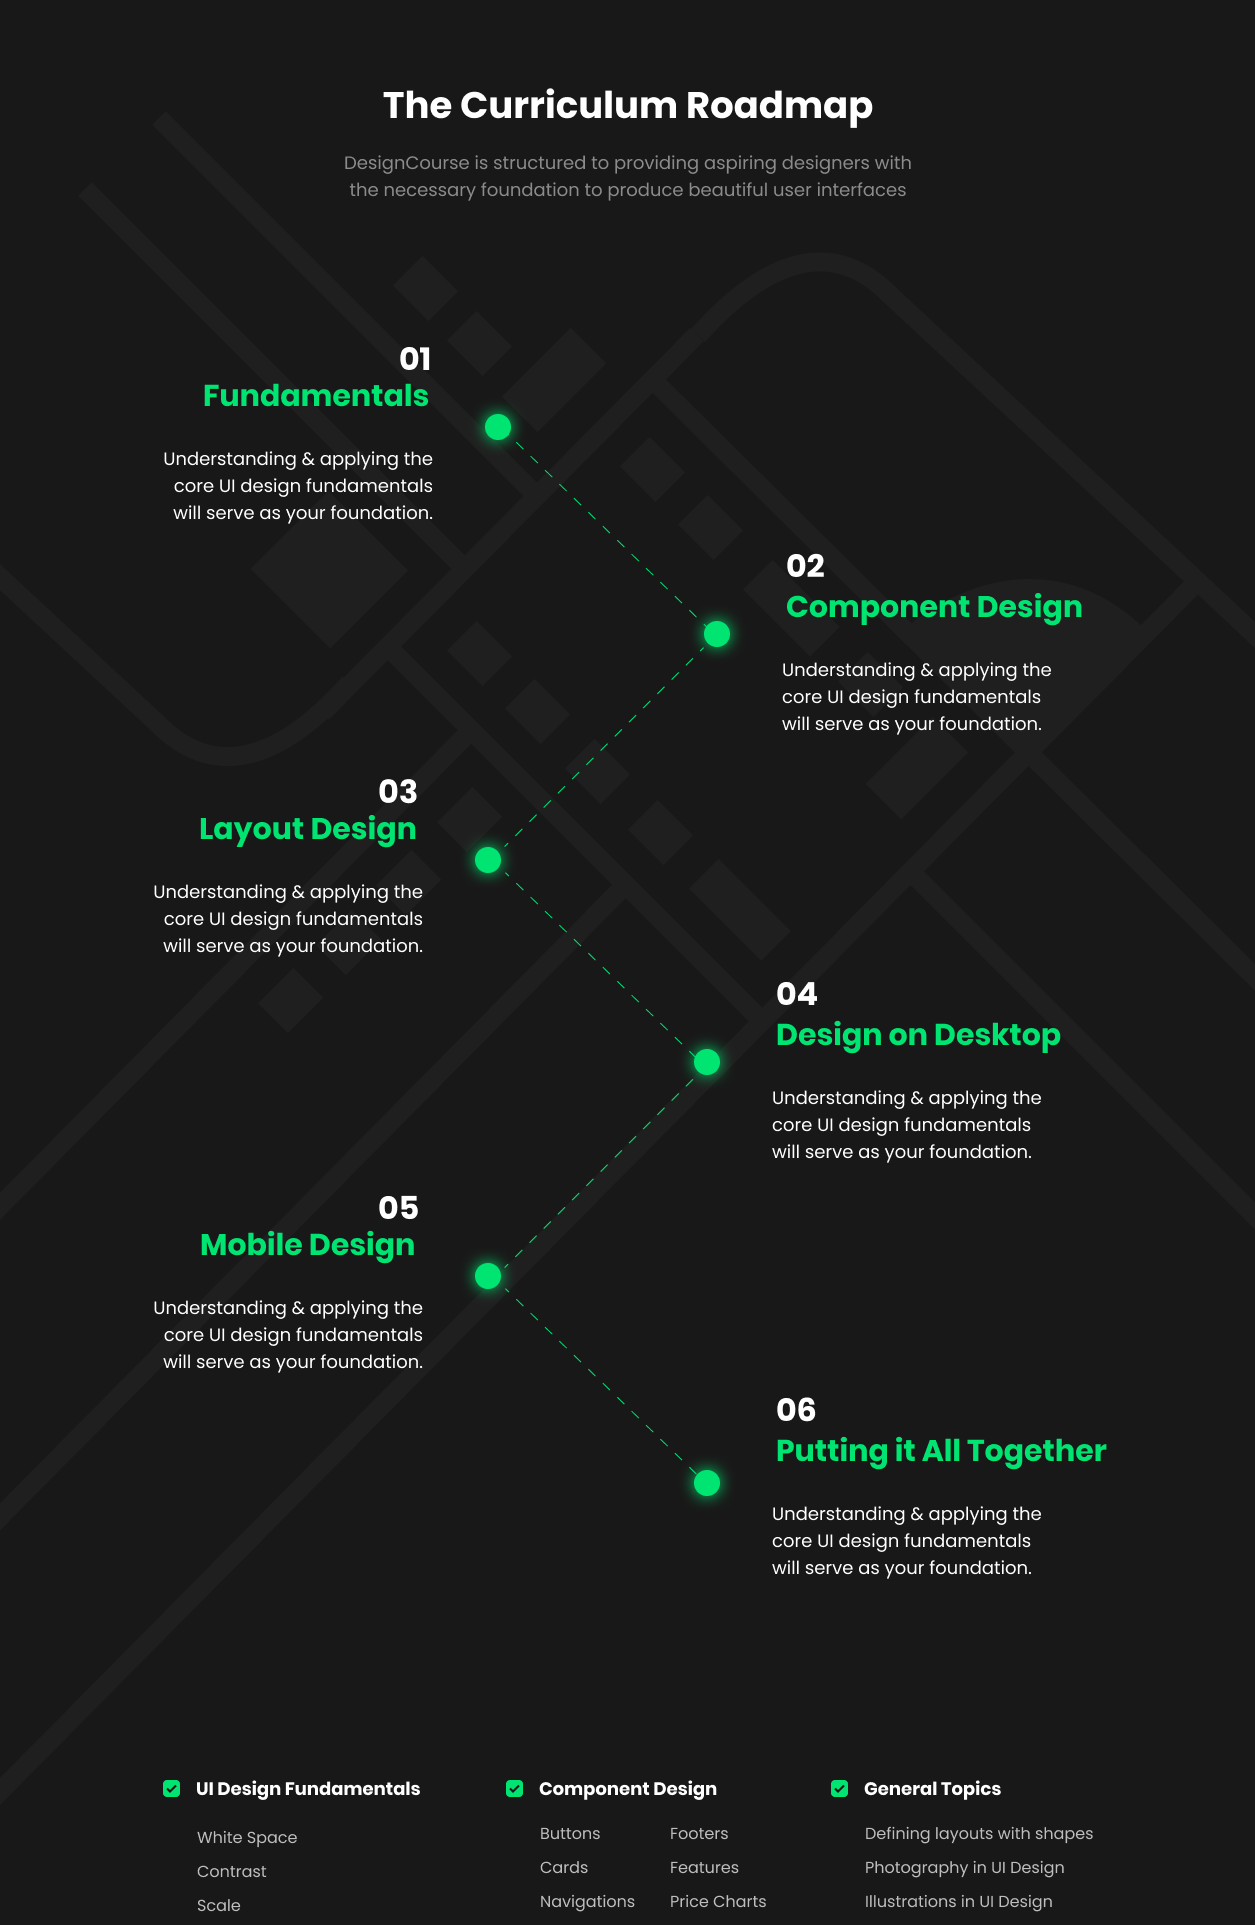 The Curriculum Roadmap
DesignCourse is structured to providing aspiring designers with
the necessary foundation to produce beautiful user interfaces
01
Fundamentals
Understanding & applying the
core UI design fundamentals
will serve as your foundation.
02
Component Design
Understanding & applying the
core UI design fundamentals
will serve as your foundation.
03
Layout Design
Understanding & applying the
core UI design fundamentals
will serve as your foundation.
04
Design on Desktop
Understanding & applying the
core UI design fundamentals
will serve as your foundation.
05
Mobile Design
Understanding & applying the
core UI design fundamentals
will serve as your foundation.
06
Putting it All Together
Understanding & applying the
core UI design fundamentals
will serve as your foundation.
UI Design Fundamentals
White Space
Contrast
Scale
Component Design
Buttons
Cards
Navigations
Footers
Features
Price Charts
General Topics
Defining layouts with shapes
Photography in UI Design
Illustrations in UI Design